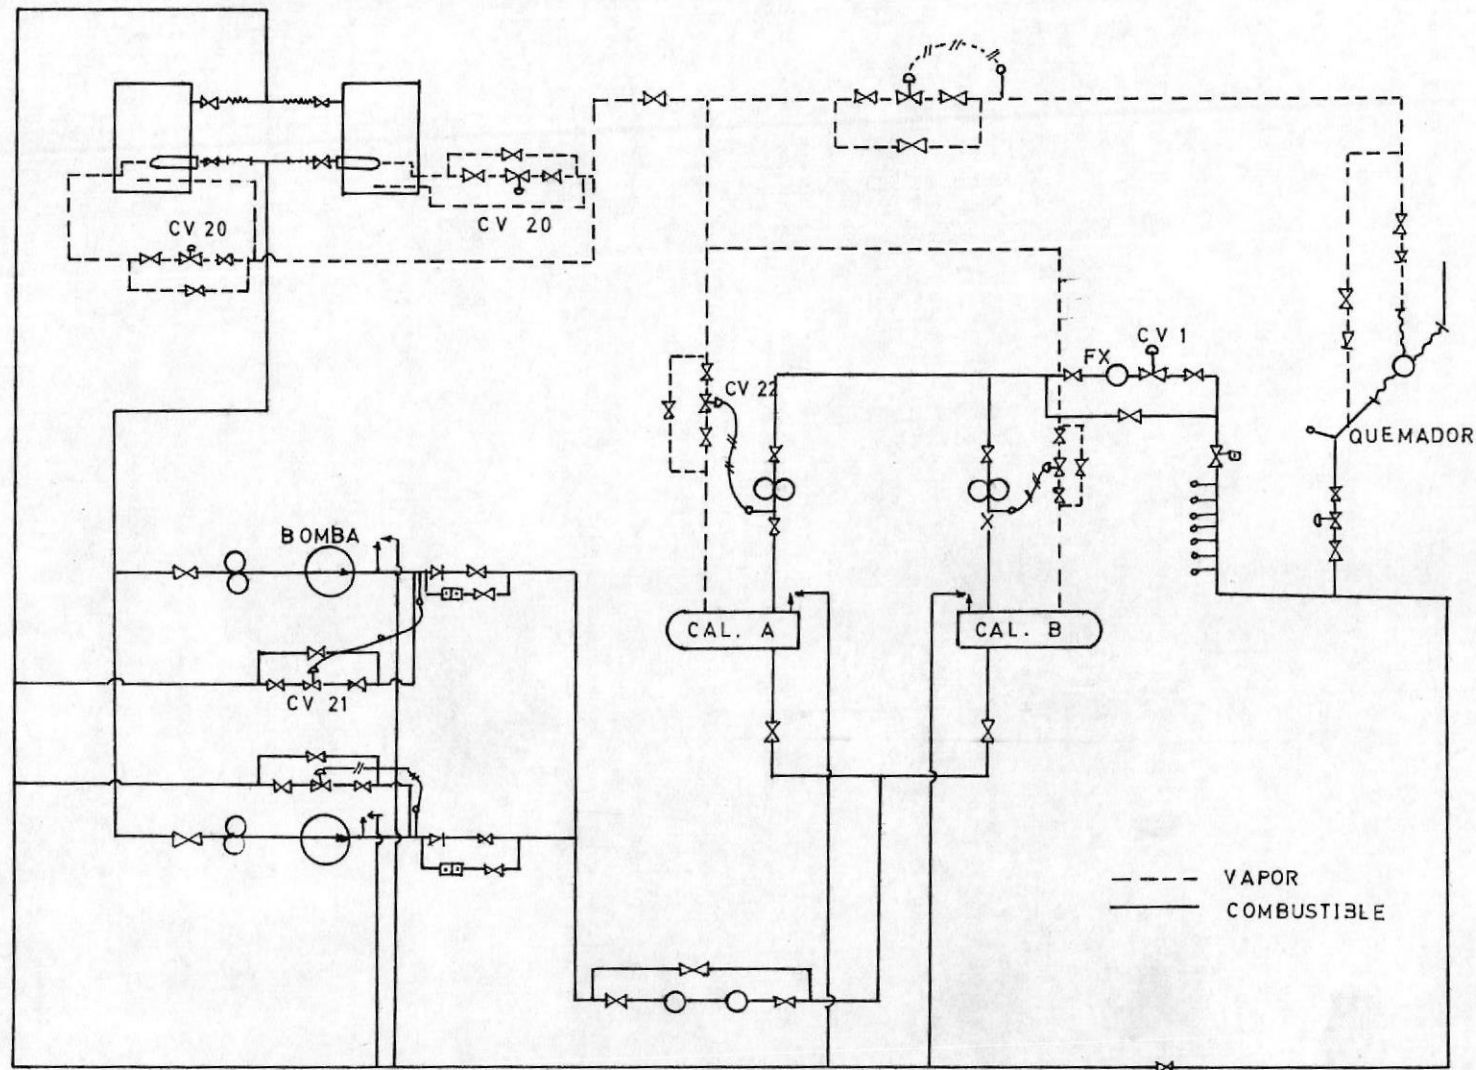 CV 20
CV 20
CV 1
FX
CV 22
QUEMADOR
BOMBA
CAL. A
CAL. B
CV 21
VAPOR
COMBUSTIBLE